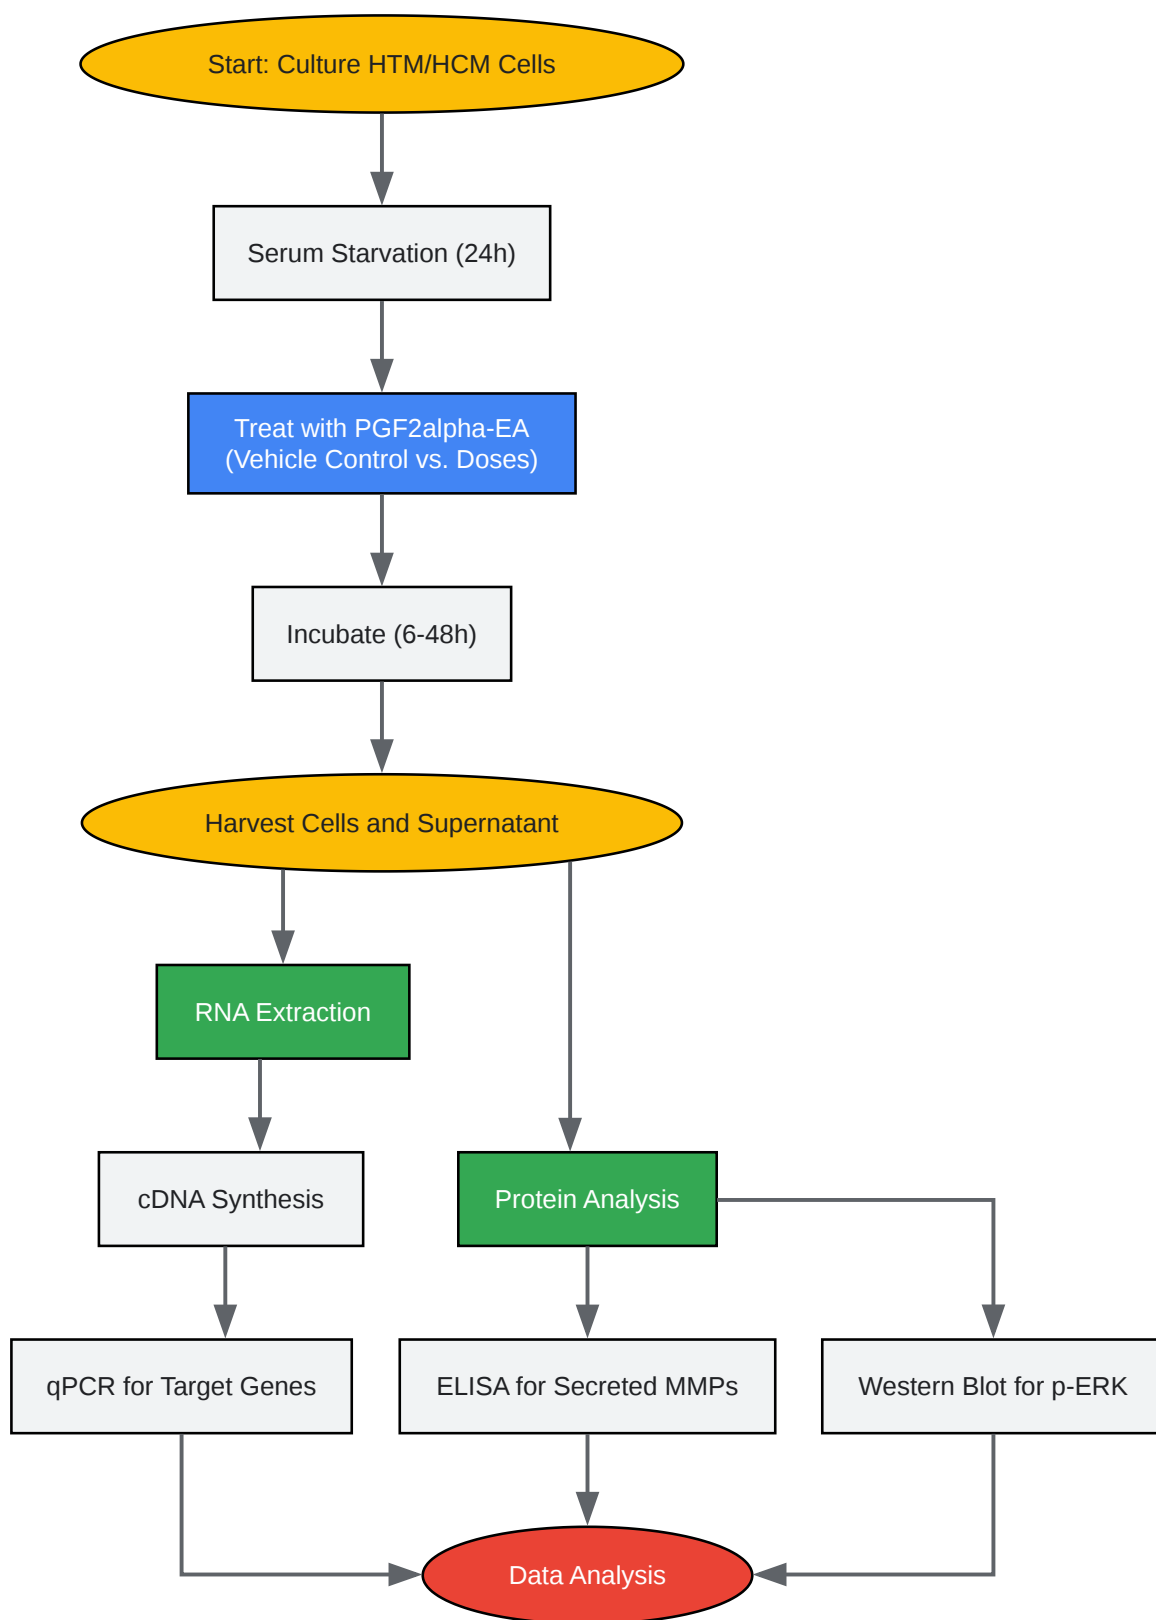 Start: Culture HTM/HCM Cells
Serum Starvation (24h)
Treat with PGF2alpha-EA
(Vehicle Control vs. Doses)
Incubate (6-48h)
Harvest Cells and Supernatant
RNA Extraction
cDNA Synthesis
Protein Analysis
qPCR for Target Genes
ELISA for Secreted MMPs
Western Blot for p-ERK
Data Analysis